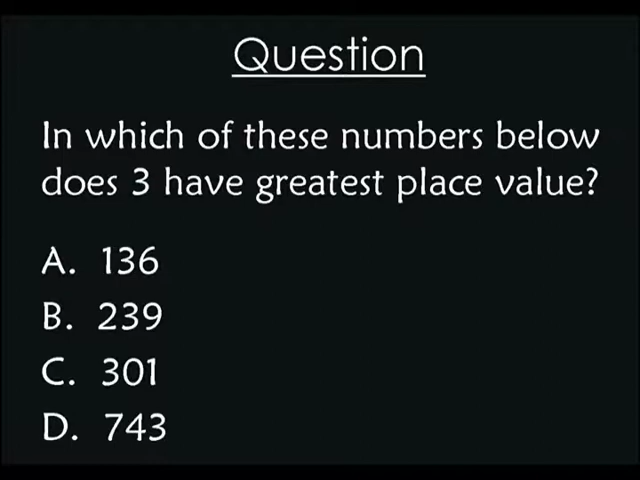 Question
In which of these numbers below
does 3 have greatest place value?
A. 136
B. 239
C. 301
D. 743